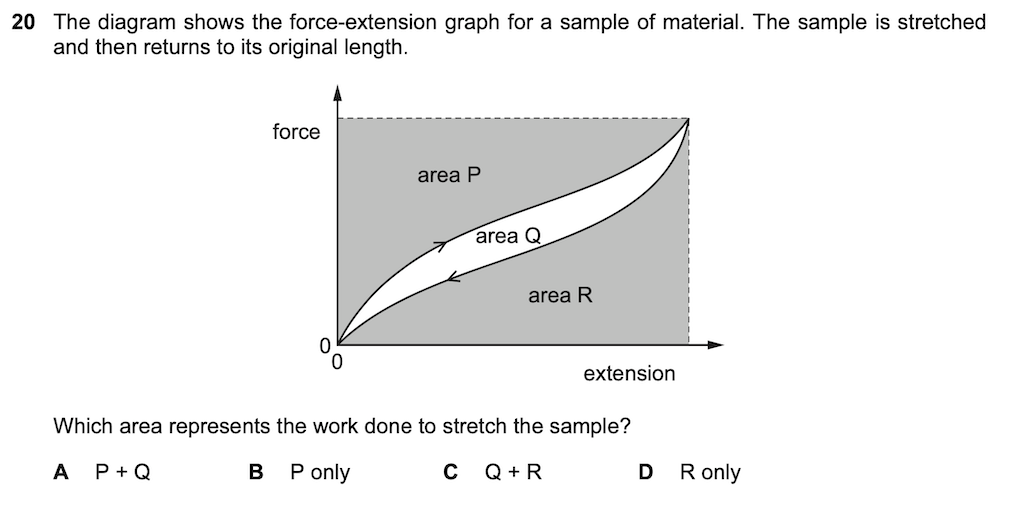 20 The diagram shows the force-extension graph for a sample of material. The sample is stretched
and then returns to its original length.
force
area P
area Q
area R
0
0
extension
Which area represents the work done to stretch the sample?
A P + Q B P only C Q + R D R only